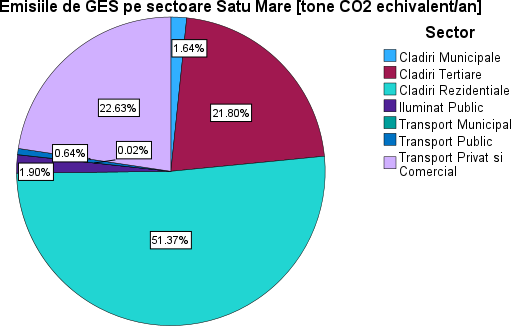 Emisiile de GES pe sectoare Satu Mare [tone CO2 echivalent/an]
Sector
Cladiri Municipale
Cladiri Tertiare
Cladiri Rezidentiale
Iluminat Public
Transport Municipal
Transport Public
Transport Privat si
Comercial
1.64%
21.80%
51.37%
1.90%
0.64%
0.02%
22.63%